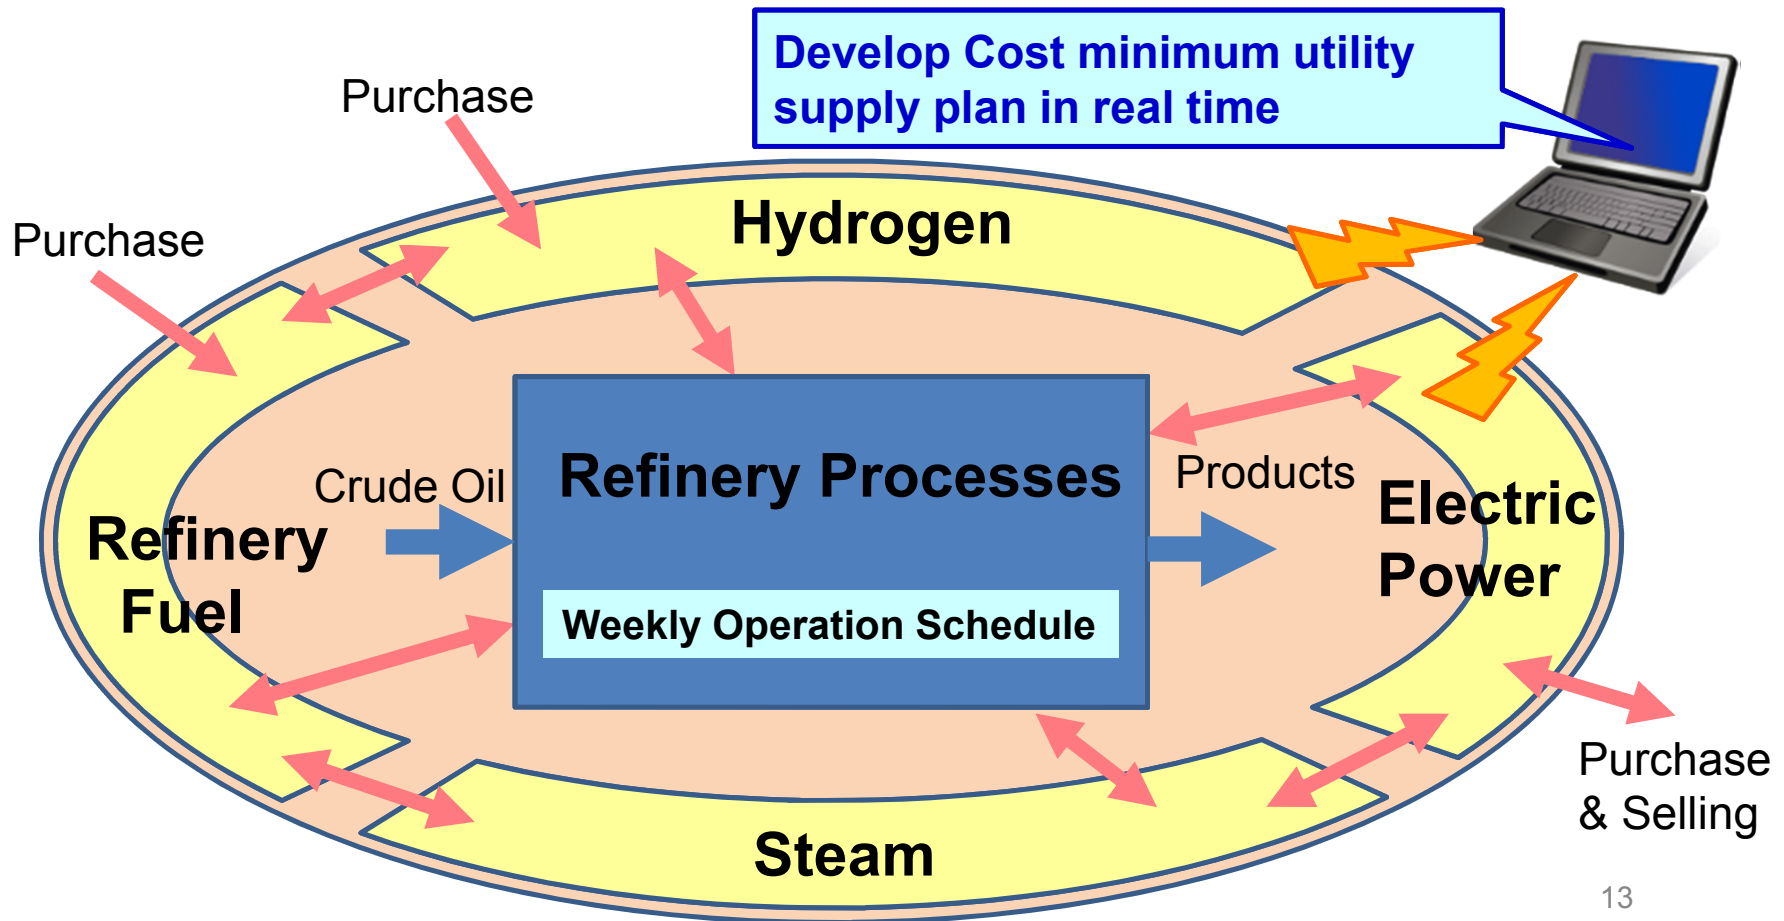 Develop Cost minimum utility
supply plan in real time
Purchase
Purchase
Hydrogen
Refinery Processes
Crude Oil
Products
Refinery
Fuel
Electric
Power
Weekly Operation Schedule
Purchase
& Selling
Steam
13